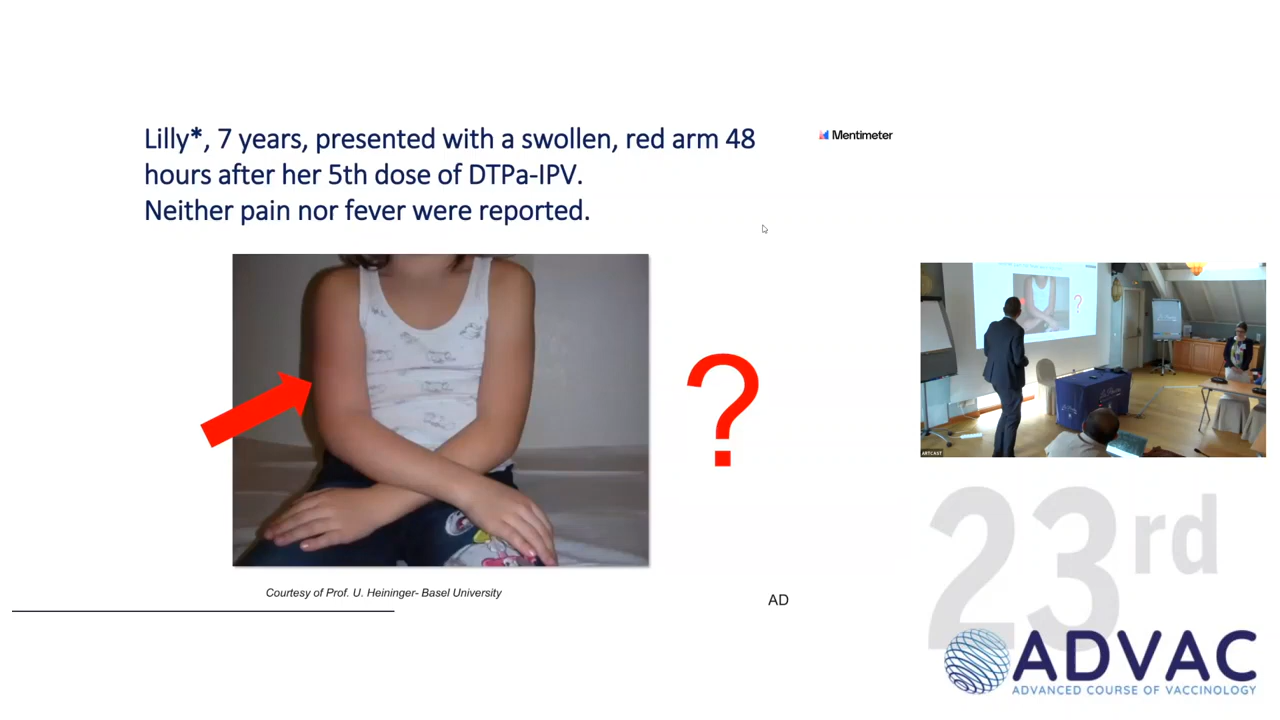 Lilly*, 7 years, presented with a swollen, red arm 48
hours after her 5th dose of DTPa-IPV.
Neither pain nor fever were reported.
Mentimeter
?
?
ARTCAST
Courtesy of Prof. U. Heininger- Basel University
AD
23rd
ADVAC
ADVANCED COURSE OF VACCINOLOGY